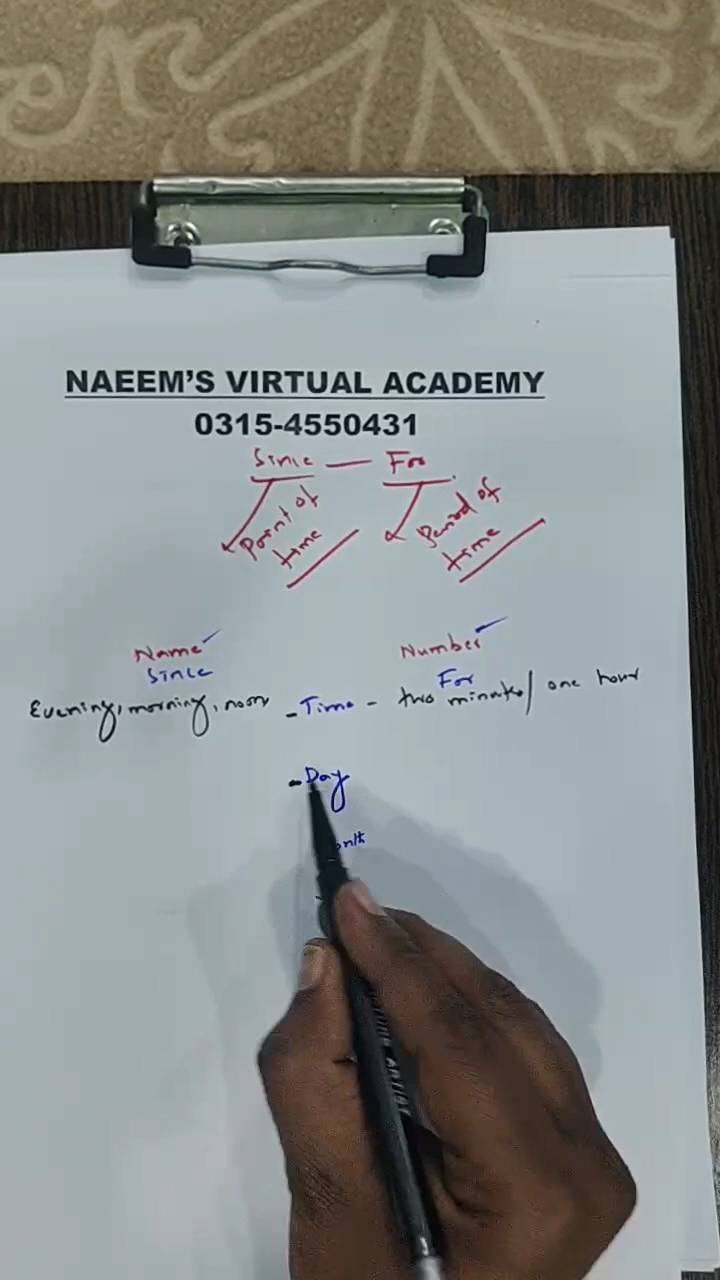 NAEEM'S VIRTUAL ACADEMY
0315-4550431
Since — For
Point of time
Period of time
Name ✓ Number ✓
Since For
Evening, morning, noon - Time - two minutes/ one hour
- Day
onth